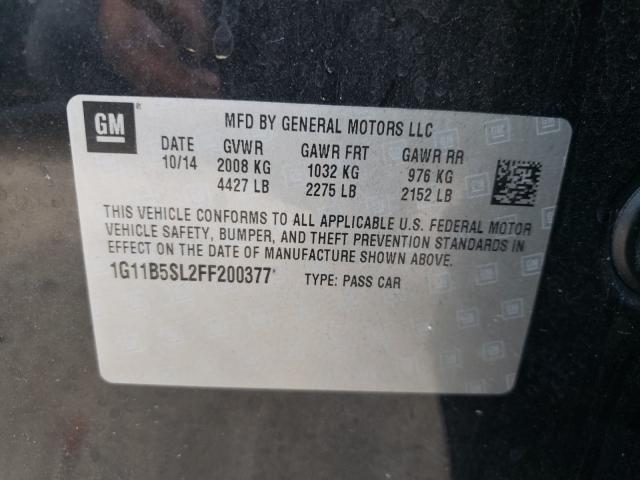 GM
MFD BY GENERAL MOTORS LLC
DATE GVWR GAWR FRT GAWR RR
10/14 2008 KG 1032 KG 976 KG
4427 LB 2275 LB 2152 LB
THIS VEHICLE CONFORMS TO ALL APPLICABLE U.S. FEDERAL MOTOR
VEHICLE SAFETY, BUMPER, AND THEFT PREVENTION STANDARDS IN
EFFECT ON THE DATE OF MANUFACTURE SHOWN ABOVE.
1G11B5SL2FF200377* TYPE: PASS CAR